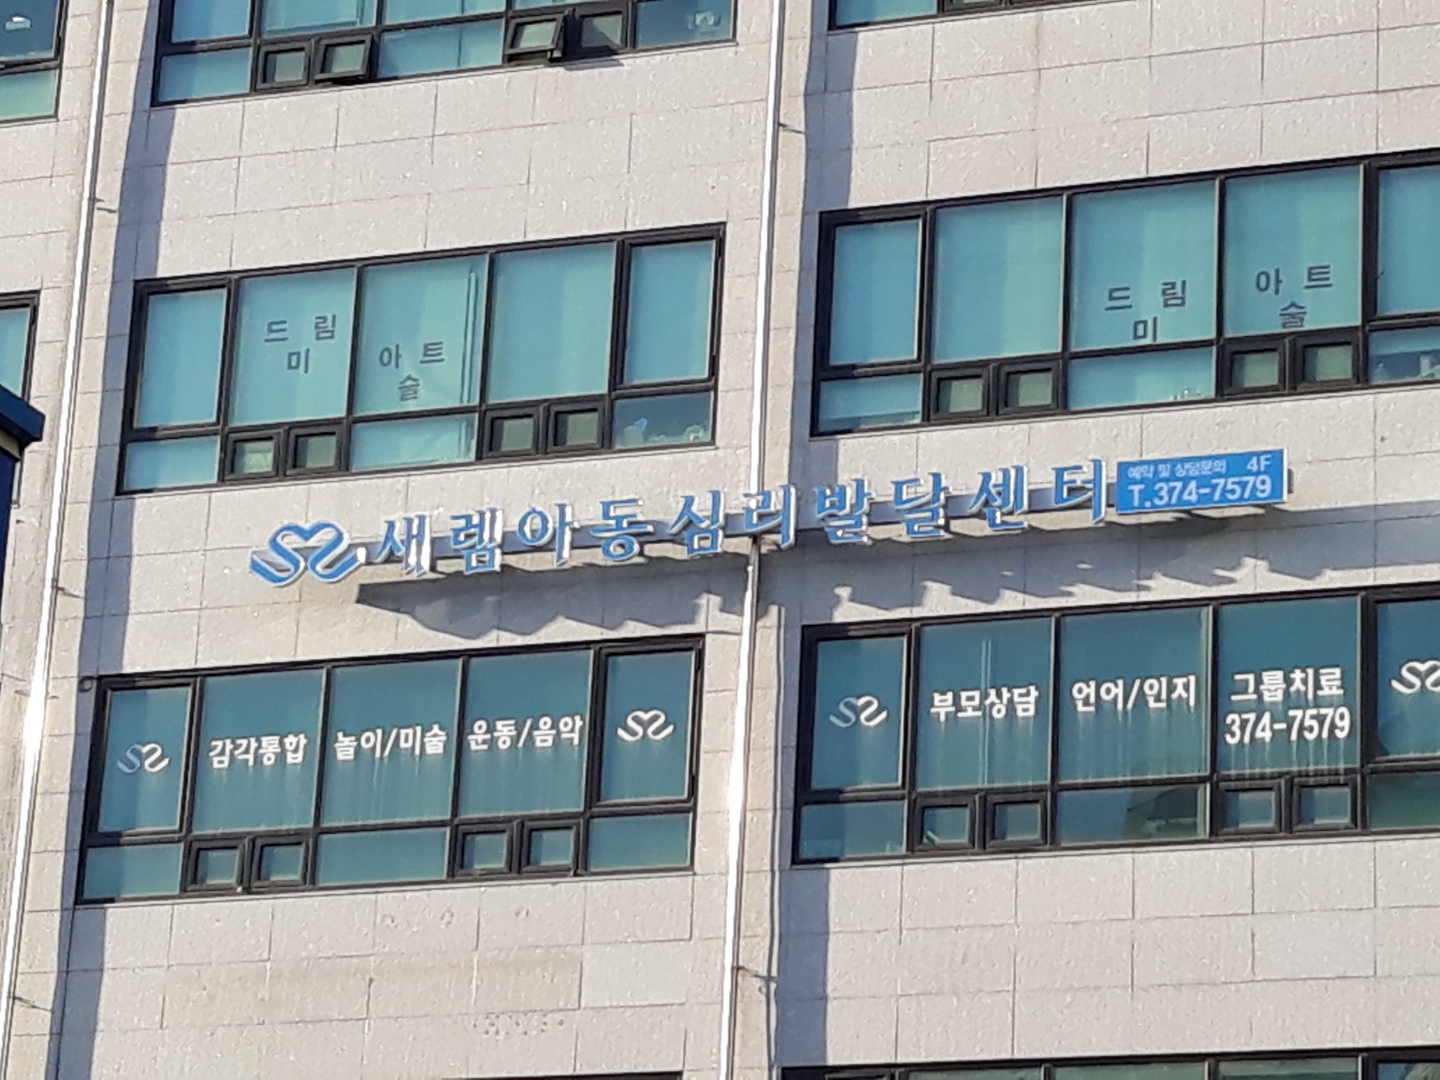 드 림
미
아 트
술
드 림
미
아 트
술
새렘아동심리발달센터
예약 및 상담문의 4F
T.374-7579
감각통합
놀이/미술
운동/음악
부모상담
언어/인지
그룹치료
374-7579